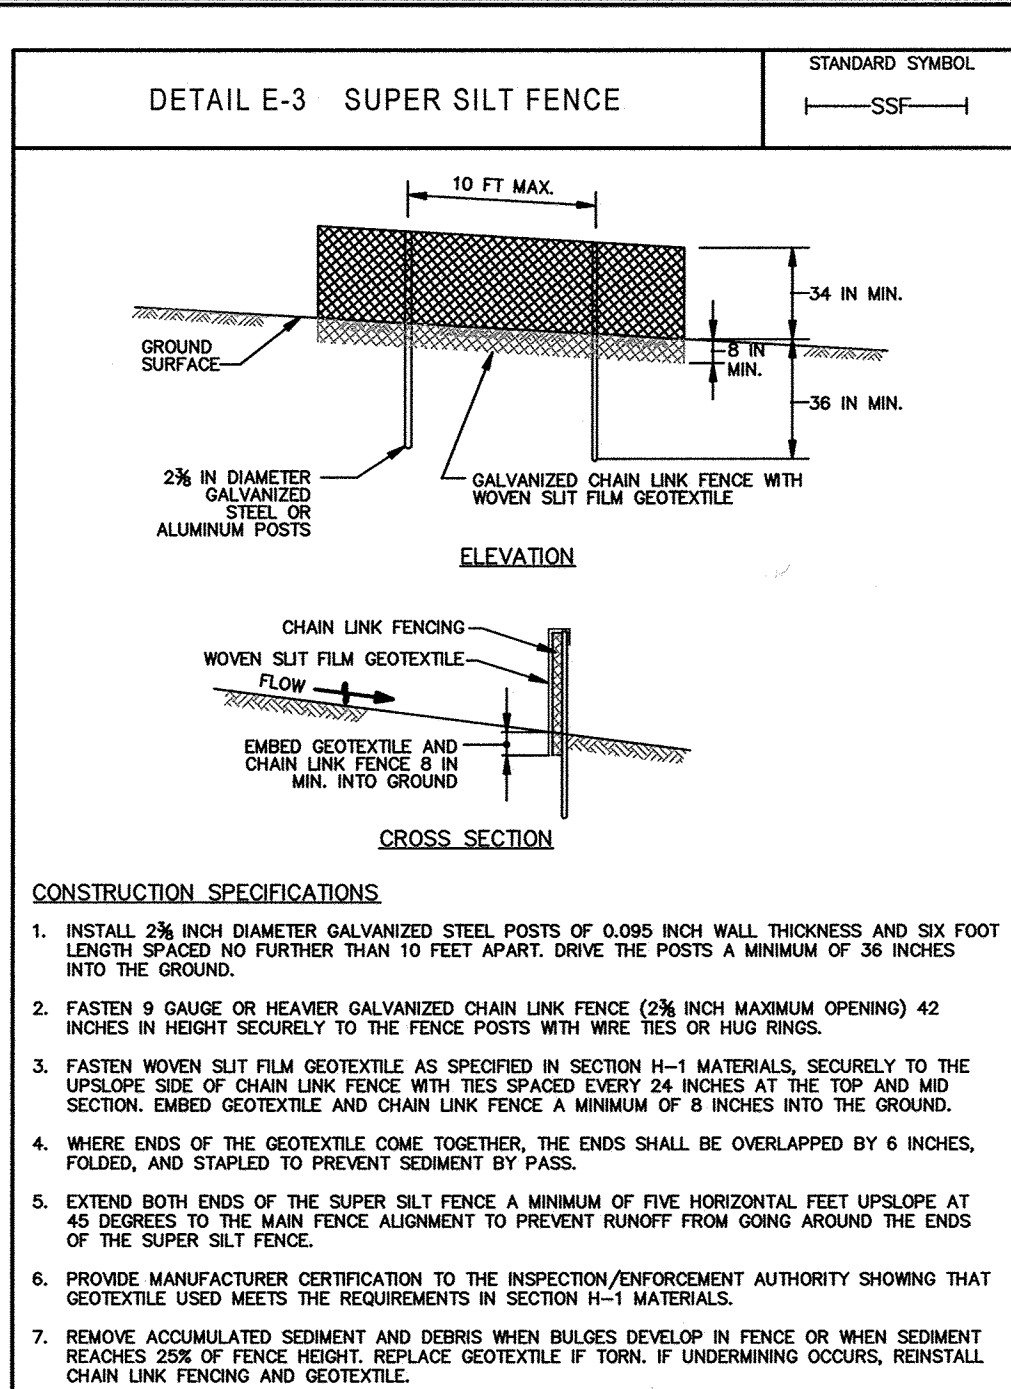 DETAIL E-3 SUPER SILT FENCE
STANDARD SYMBOL
SSF
10 FT MAX.
34 IN MIN.
GROUND
SURFACE
8 IN
MIN.
36 IN MIN.
2⅜ IN DIAMETER
GALVANIZED
STEEL OR
ALUMINUM POSTS
GALVANIZED CHAIN LINK FENCE WITH
WOVEN SLIT FILM GEOTEXTILE
ELEVATION
CHAIN LINK FENCING
WOVEN SLIT FILM GEOTEXTILE
FLOW
EMBED GEOTEXTILE AND
CHAIN LINK FENCE 8 IN
MIN. INTO GROUND
CROSS SECTION
CONSTRUCTION SPECIFICATIONS
1. INSTALL 2⅜ INCH DIAMETER GALVANIZED STEEL POSTS OF 0.095 INCH WALL THICKNESS AND SIX FOOT
LENGTH SPACED NO FURTHER THAN 10 FEET APART. DRIVE THE POSTS A MINIMUM OF 36 INCHES
INTO THE GROUND.
2. FASTEN 9 GAUGE OR HEAVIER GALVANIZED CHAIN LINK FENCE (2⅜ INCH MAXIMUM OPENING) 42
INCHES IN HEIGHT SECURELY TO THE FENCE POSTS WITH WIRE TIES OR HUG RINGS.
3. FASTEN WOVEN SLIT FILM GEOTEXTILE AS SPECIFIED IN SECTION H-1 MATERIALS, SECURELY TO THE
UPSLOPE SIDE OF CHAIN LINK FENCE WITH TIES SPACED EVERY 24 INCHES AT THE TOP AND MID
SECTION. EMBED GEOTEXTILE AND CHAIN LINK FENCE A MINIMUM OF 8 INCHES INTO THE GROUND.
4. WHERE ENDS OF THE GEOTEXTILE COME TOGETHER, THE ENDS SHALL BE OVERLAPPED BY 6 INCHES,
FOLDED, AND STAPLED TO PREVENT SEDIMENT BY PASS.
5. EXTEND BOTH ENDS OF THE SUPER SILT FENCE A MINIMUM OF FIVE HORIZONTAL FEET UPSLOPE AT
45 DEGREES TO THE MAIN FENCE ALIGNMENT TO PREVENT RUNOFF FROM GOING AROUND THE ENDS
OF THE SUPER SILT FENCE.
6. PROVIDE MANUFACTURER CERTIFICATION TO THE INSPECTION/ENFORCEMENT AUTHORITY SHOWING THAT
GEOTEXTILE USED MEETS THE REQUIREMENTS IN SECTION H-1 MATERIALS.
7. REMOVE ACCUMULATED SEDIMENT AND DEBRIS WHEN BULGES DEVELOP IN FENCE OR WHEN SEDIMENT
REACHES 25% OF FENCE HEIGHT. REPLACE GEOTEXTILE IF TORN. IF UNDERMINING OCCURS, REINSTALL
CHAIN LINK FENCING AND GEOTEXTILE.